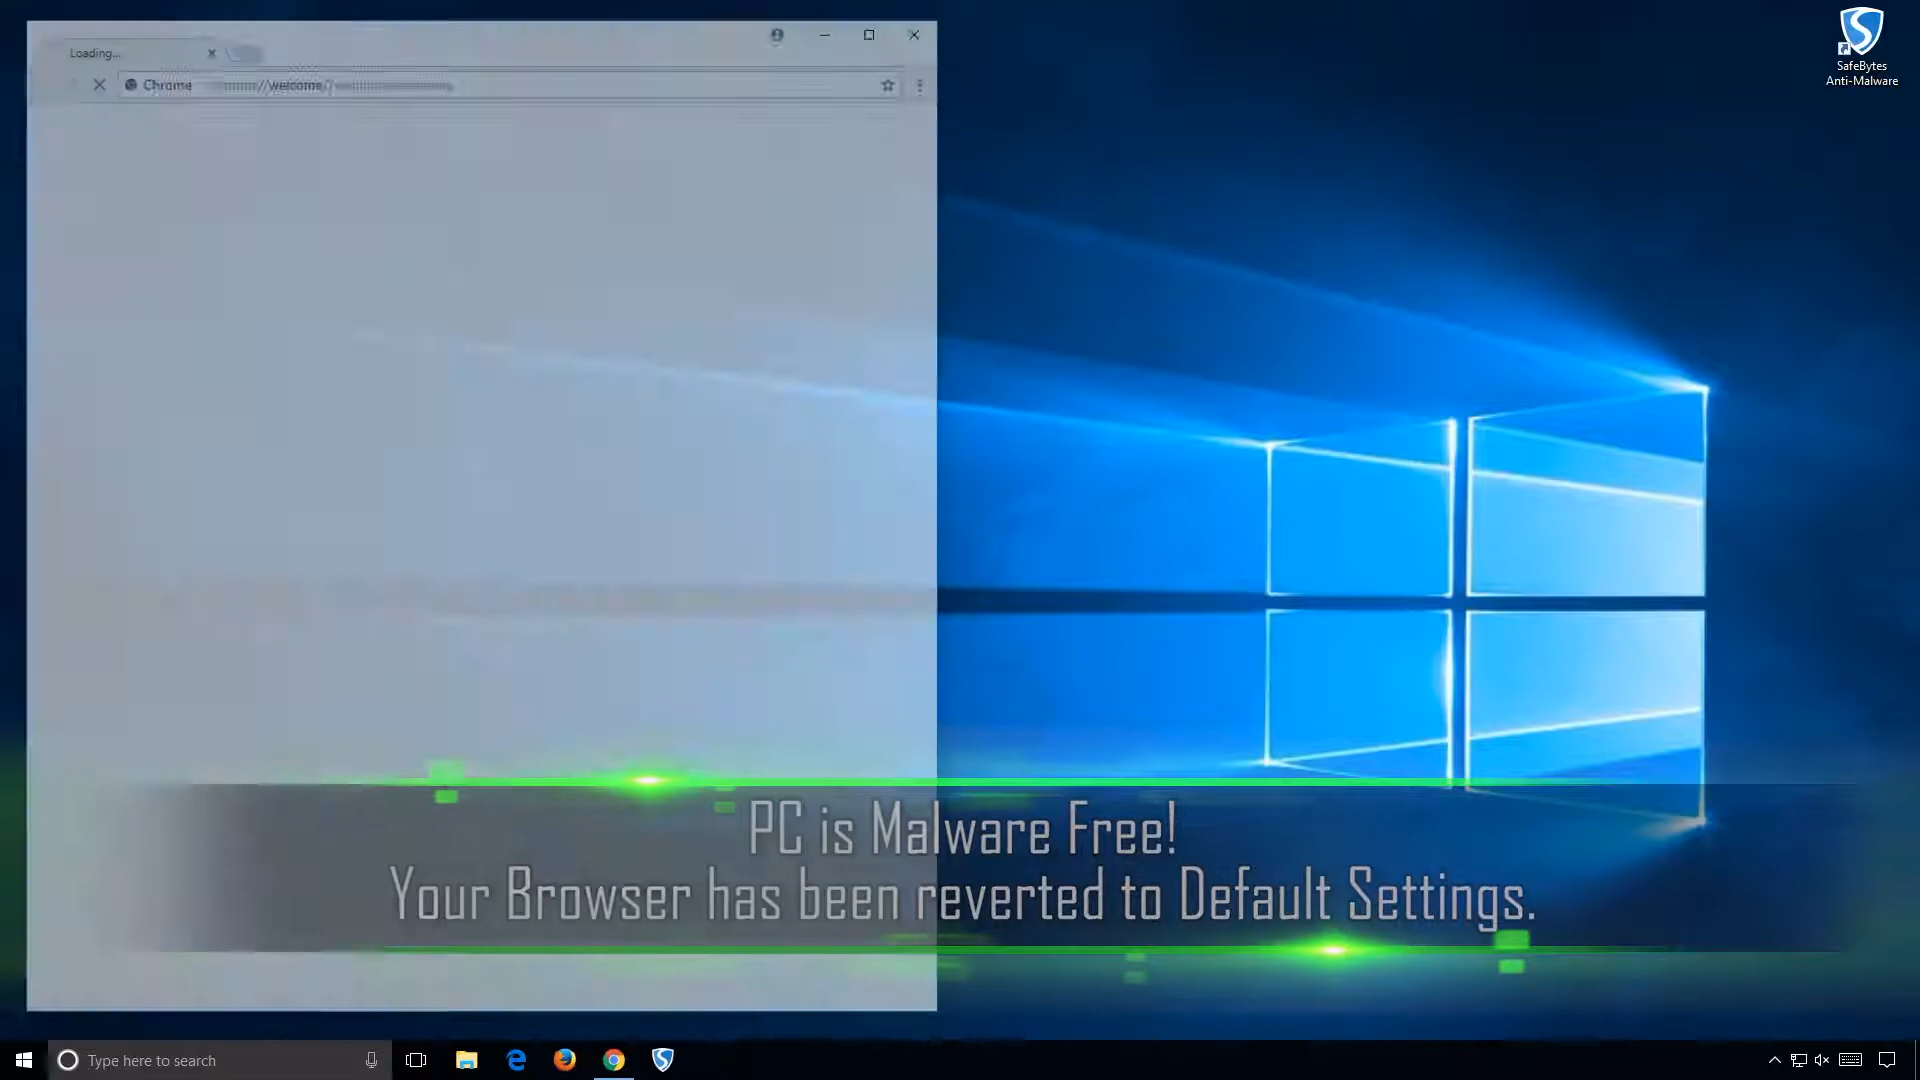 Loading...
Chrome
//welcome//
SafeBytes
Anti-Malware
PC is Malware Free!
Your Browser has been reverted to Default Settings.
Type here to search